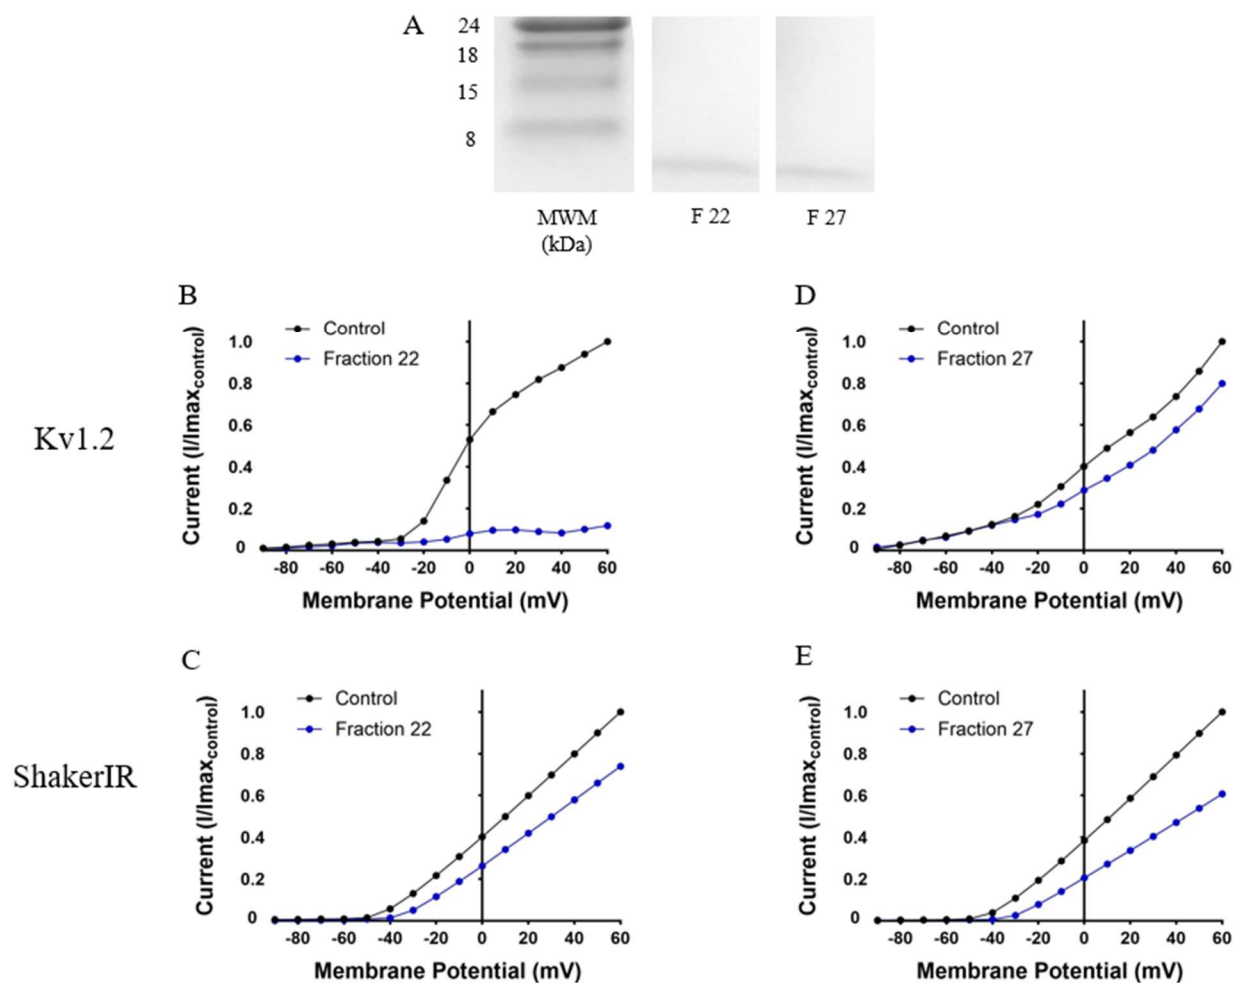 A
24
18
15
8
MWM
(kDa)
F 22
F 27
Kv1.2
B
Control
Fraction 22
Current (I/Imaxcontrol)
1.0
0.8
0.6
0.4
0.2
0
-80 -60 -40 -20 0 20 40 60
Membrane Potential (mV)
D
Control
Fraction 27
Current (I/Imaxcontrol)
1.0
0.8
0.6
0.4
0.2
0
-80 -60 -40 -20 0 20 40 60
Membrane Potential (mV)
ShakerIR
C
Control
Fraction 22
Current (I/Imaxcontrol)
1.0
0.8
0.6
0.4
0.2
0
-80 -60 -40 -20 0 20 40 60
Membrane Potential (mV)
E
Control
Fraction 27
Current (I/Imaxcontrol)
1.0
0.8
0.6
0.4
0.2
0
-80 -60 -40 -20 0 20 40 60
Membrane Potential (mV)